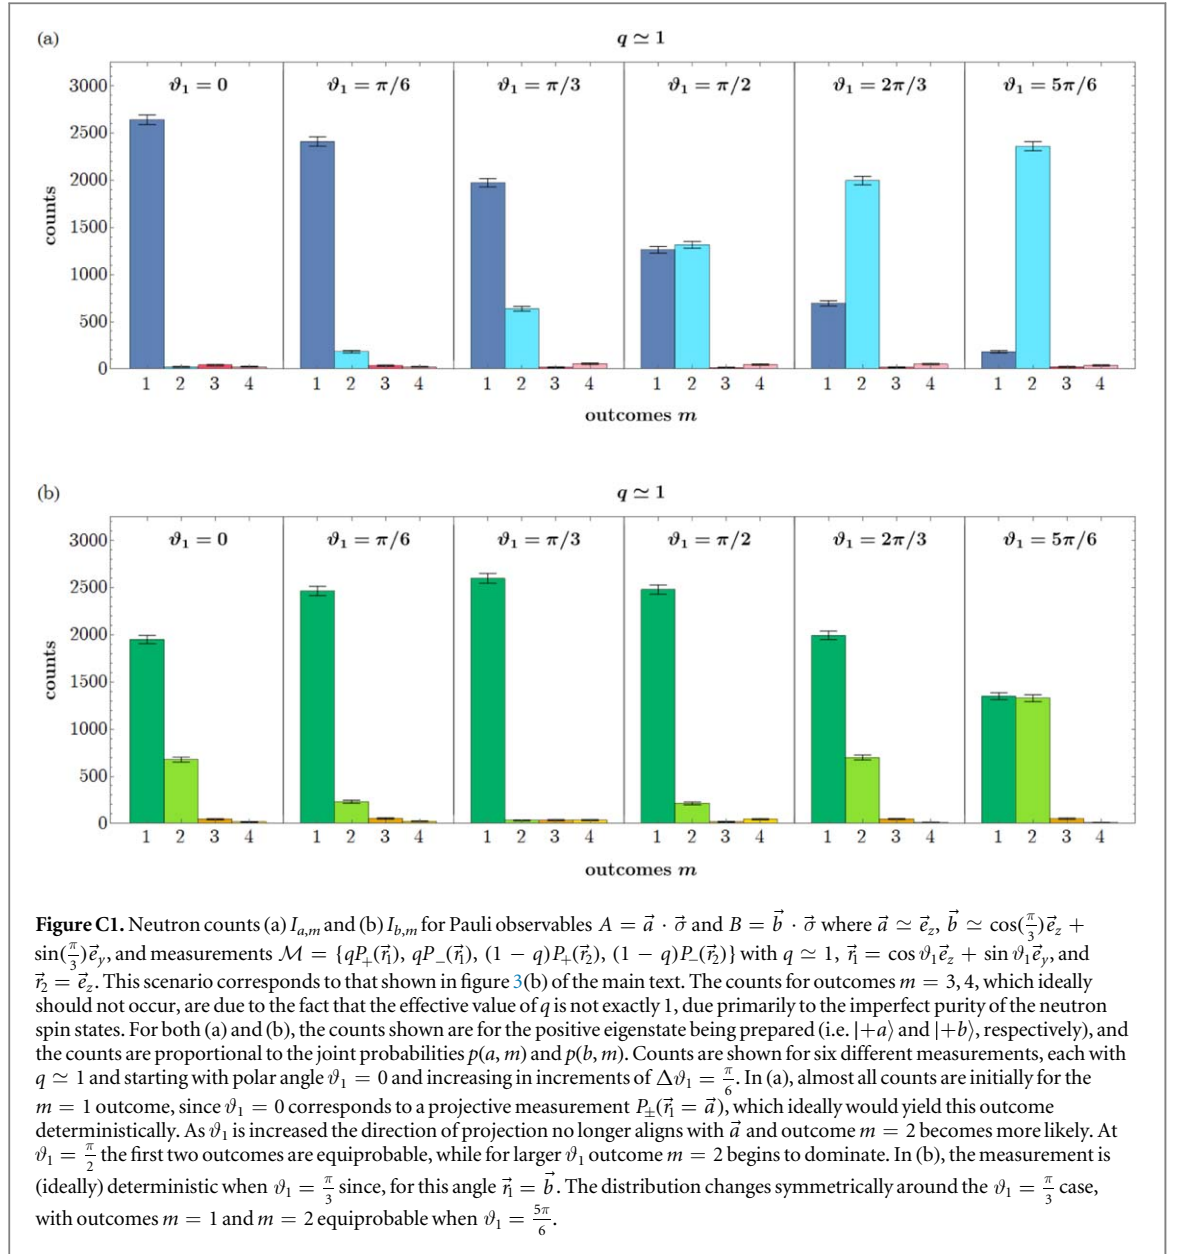 (a) q ≃ 1
ϑ₁ = 0 ϑ₁ = π/6 ϑ₁ = π/3 ϑ₁ = π/2 ϑ₁ = 2π/3 ϑ₁ = 5π/6
3000
2500
2000
1500
1000
500
0
counts
1 2 3 4 1 2 3 4 1 2 3 4 1 2 3 4 1 2 3 4 1 2 3 4
outcomes m
(b) q ≃ 1
ϑ₁ = 0 ϑ₁ = π/6 ϑ₁ = π/3 ϑ₁ = π/2 ϑ₁ = 2π/3 ϑ₁ = 5π/6
3000
2500
2000
1500
1000
500
0
counts
1 2 3 4 1 2 3 4 1 2 3 4 1 2 3 4 1 2 3 4 1 2 3 4
outcomes m
Figure C1. Neutron counts (a) I_{a,m} and (b) I_{b,m} for Pauli observables A = a⃗ · σ⃗ and B = b⃗ · σ⃗ where a⃗ ≃ e⃗_z, b⃗ ≃ cos(π/3)e⃗_z +
sin(π/3)e⃗_y, and measurements ℳ = {qP₊(r⃗₁), qP₋(r⃗₁), (1 − q)P₊(r⃗₂), (1 − q)P₋(r⃗₂)} with q ≃ 1, r⃗₁ = cos ϑ₁e⃗_z + sin ϑ₁e⃗_y, and
r⃗₂ = e⃗_z. This scenario corresponds to that shown in figure 3(b) of the main text. The counts for outcomes m = 3, 4, which ideally
should not occur, are due to the fact that the effective value of q is not exactly 1, due primarily to the imperfect purity of the neutron
spin states. For both (a) and (b), the counts shown are for the positive eigenstate being prepared (i.e. |+a⟩ and |+b⟩, respectively), and
the counts are proportional to the joint probabilities p(a, m) and p(b, m). Counts are shown for six different measurements, each with
q ≃ 1 and starting with polar angle ϑ₁ = 0 and increasing in increments of Δϑ₁ = π/6. In (a), almost all counts are initially for the
m = 1 outcome, since ϑ₁ = 0 corresponds to a projective measurement P±(r⃗₁ = a⃗), which ideally would yield this outcome
deterministically. As ϑ₁ is increased the direction of projection no longer aligns with a⃗ and outcome m = 2 becomes more likely. At
ϑ₁ = π/2 the first two outcomes are equiprobable, while for larger ϑ₁ outcome m = 2 begins to dominate. In (b), the measurement is
(ideally) deterministic when ϑ₁ = π/3 since, for this angle r⃗₁ = b⃗. The distribution changes symmetrically around the ϑ₁ = π/3 case,
with outcomes m = 1 and m = 2 equiprobable when ϑ₁ = 5π/6.